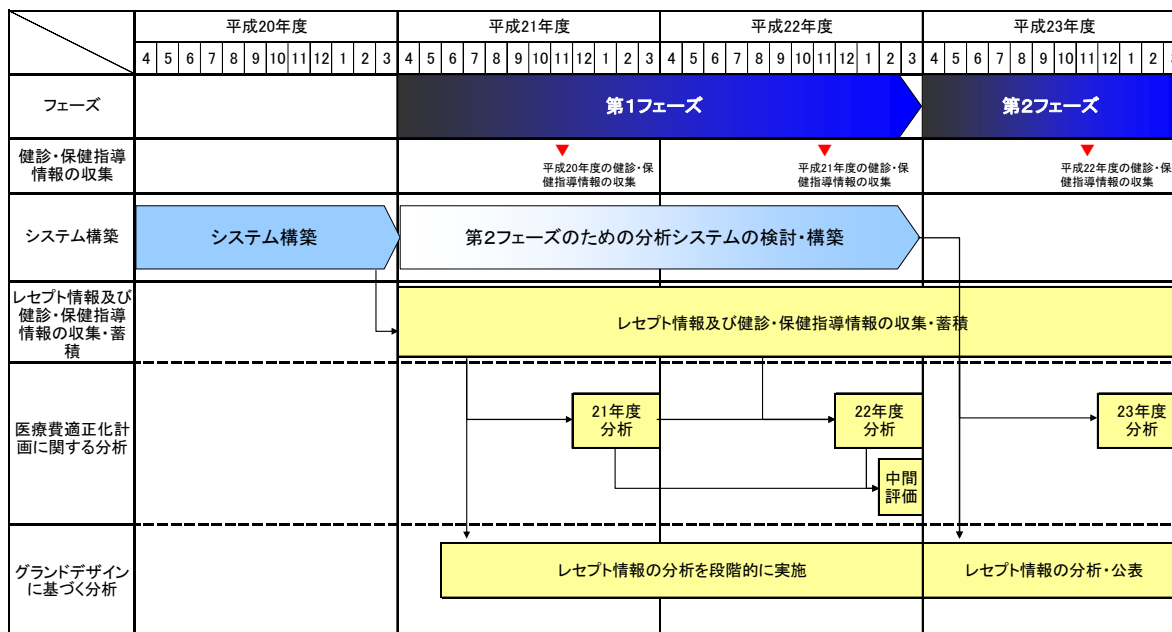 平成20年度
平成21年度
平成22年度
平成23年度
4 5 6 7 8 9 10 11 12 1 2 3 4 5 6 7 8 9 10 11 12 1 2 3 4 5 6 7 8 9 10 11 12 1 2 3 4 5 6 7 8 9 10 11 12 1 2 3
フェーズ
第1フェーズ
第2フェーズ
健診・保健指導
情報の収集
平成20年度の健診・保
健指導情報の収集
平成21年度の健診・保
健指導情報の収集
平成22年度の健診・保
健指導情報の収集
システム構築
システム構築
第2フェーズのための分析システムの検討・構築
レセプト情報及び
健診・保健指導
情報の収集・蓄
積
レセプト情報及び健診・保健指導情報の収集・蓄積
医療費適正化計
画に関する分析
21年度
分析
22年度
分析
23年度
分析
中間
評価
グランドデザイン
に基づく分析
レセプト情報の分析を段階的に実施
レセプト情報の分析・公表